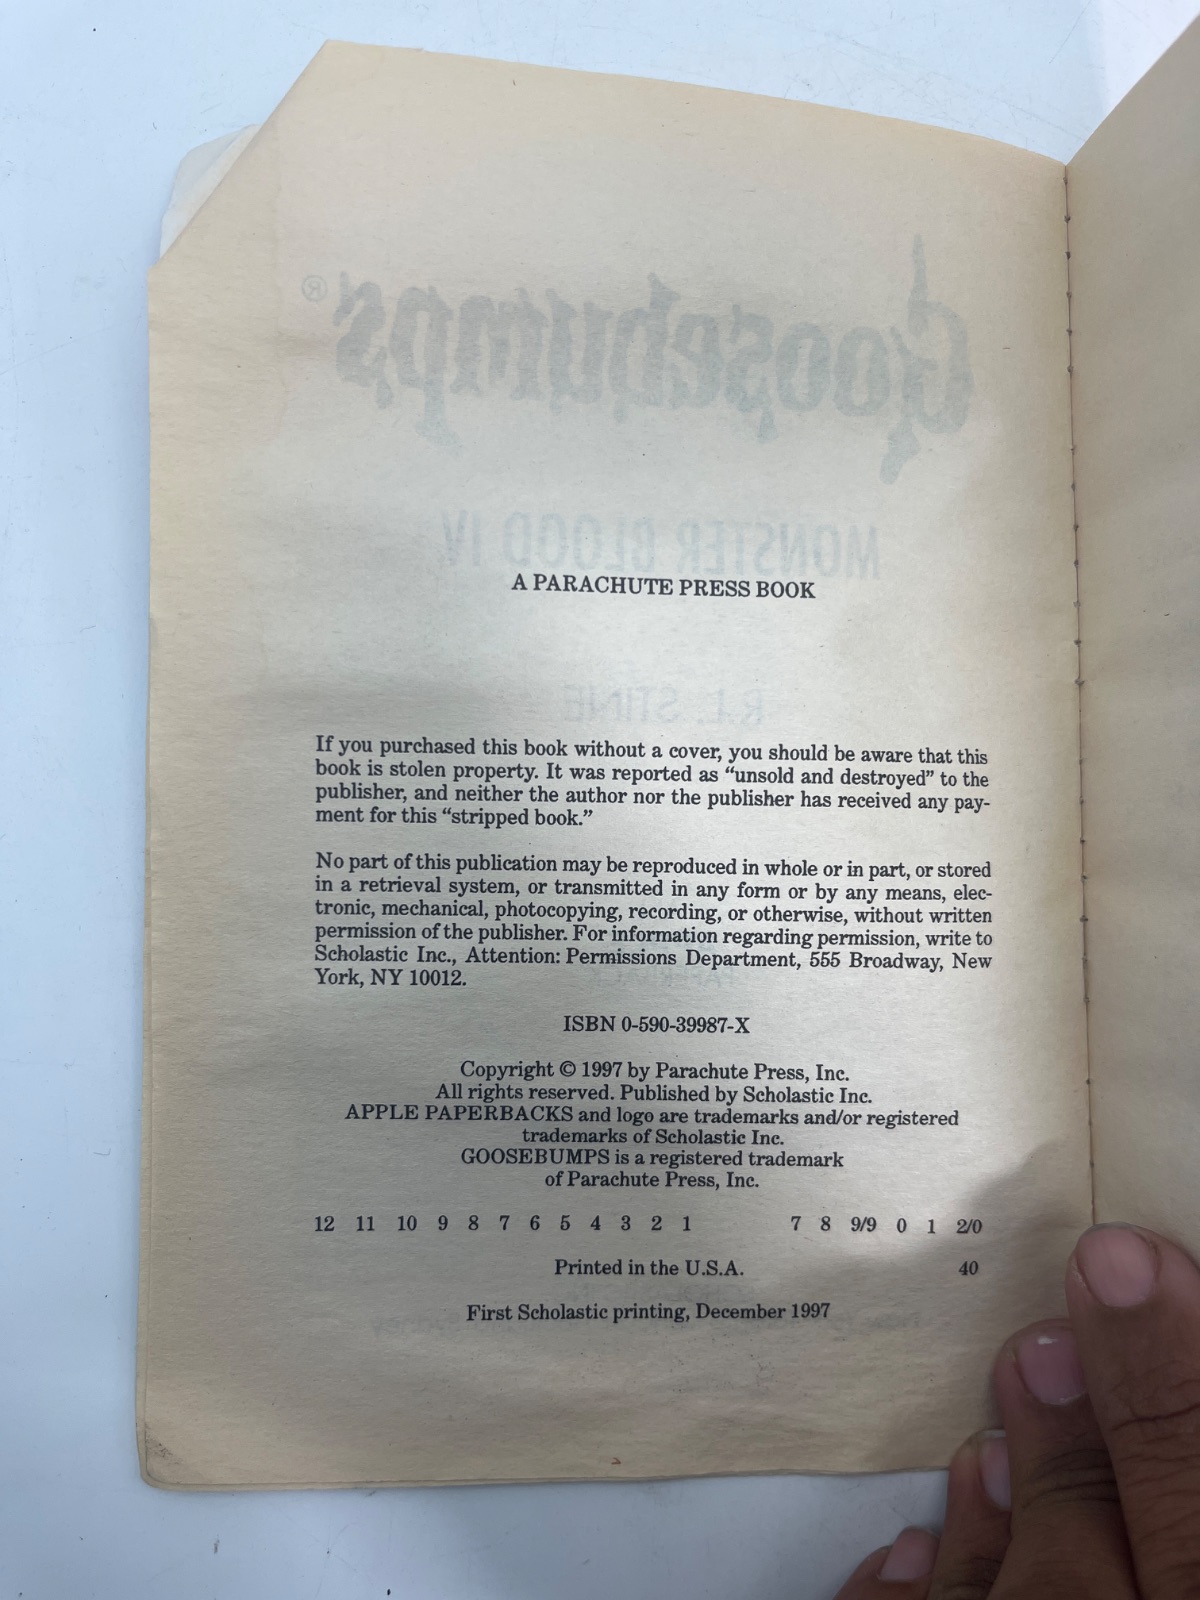 Goosebumps®
MONSTER BLOOD IV
A PARACHUTE PRESS BOOK
R.L. STINE
If you purchased this book without a cover, you should be aware that this
book is stolen property. It was reported as “unsold and destroyed” to the
publisher, and neither the author nor the publisher has received any pay-
ment for this “stripped book.”
No part of this publication may be reproduced in whole or in part, or stored
in a retrieval system, or transmitted in any form or by any means, elec-
tronic, mechanical, photocopying, recording, or otherwise, without written
permission of the publisher. For information regarding permission, write to
Scholastic Inc., Attention: Permissions Department, 555 Broadway, New
York, NY 10012.
ISBN 0-590-39987-X
Copyright © 1997 by Parachute Press, Inc.
All rights reserved. Published by Scholastic Inc.
APPLE PAPERBACKS and logo are trademarks and/or registered
trademarks of Scholastic Inc.
GOOSEBUMPS is a registered trademark
of Parachute Press, Inc.
12 11 10 9 8 7 6 5 4 3 2 1 7 8 9/9 0 1 2/0
Printed in the U.S.A. 40
First Scholastic printing, December 1997